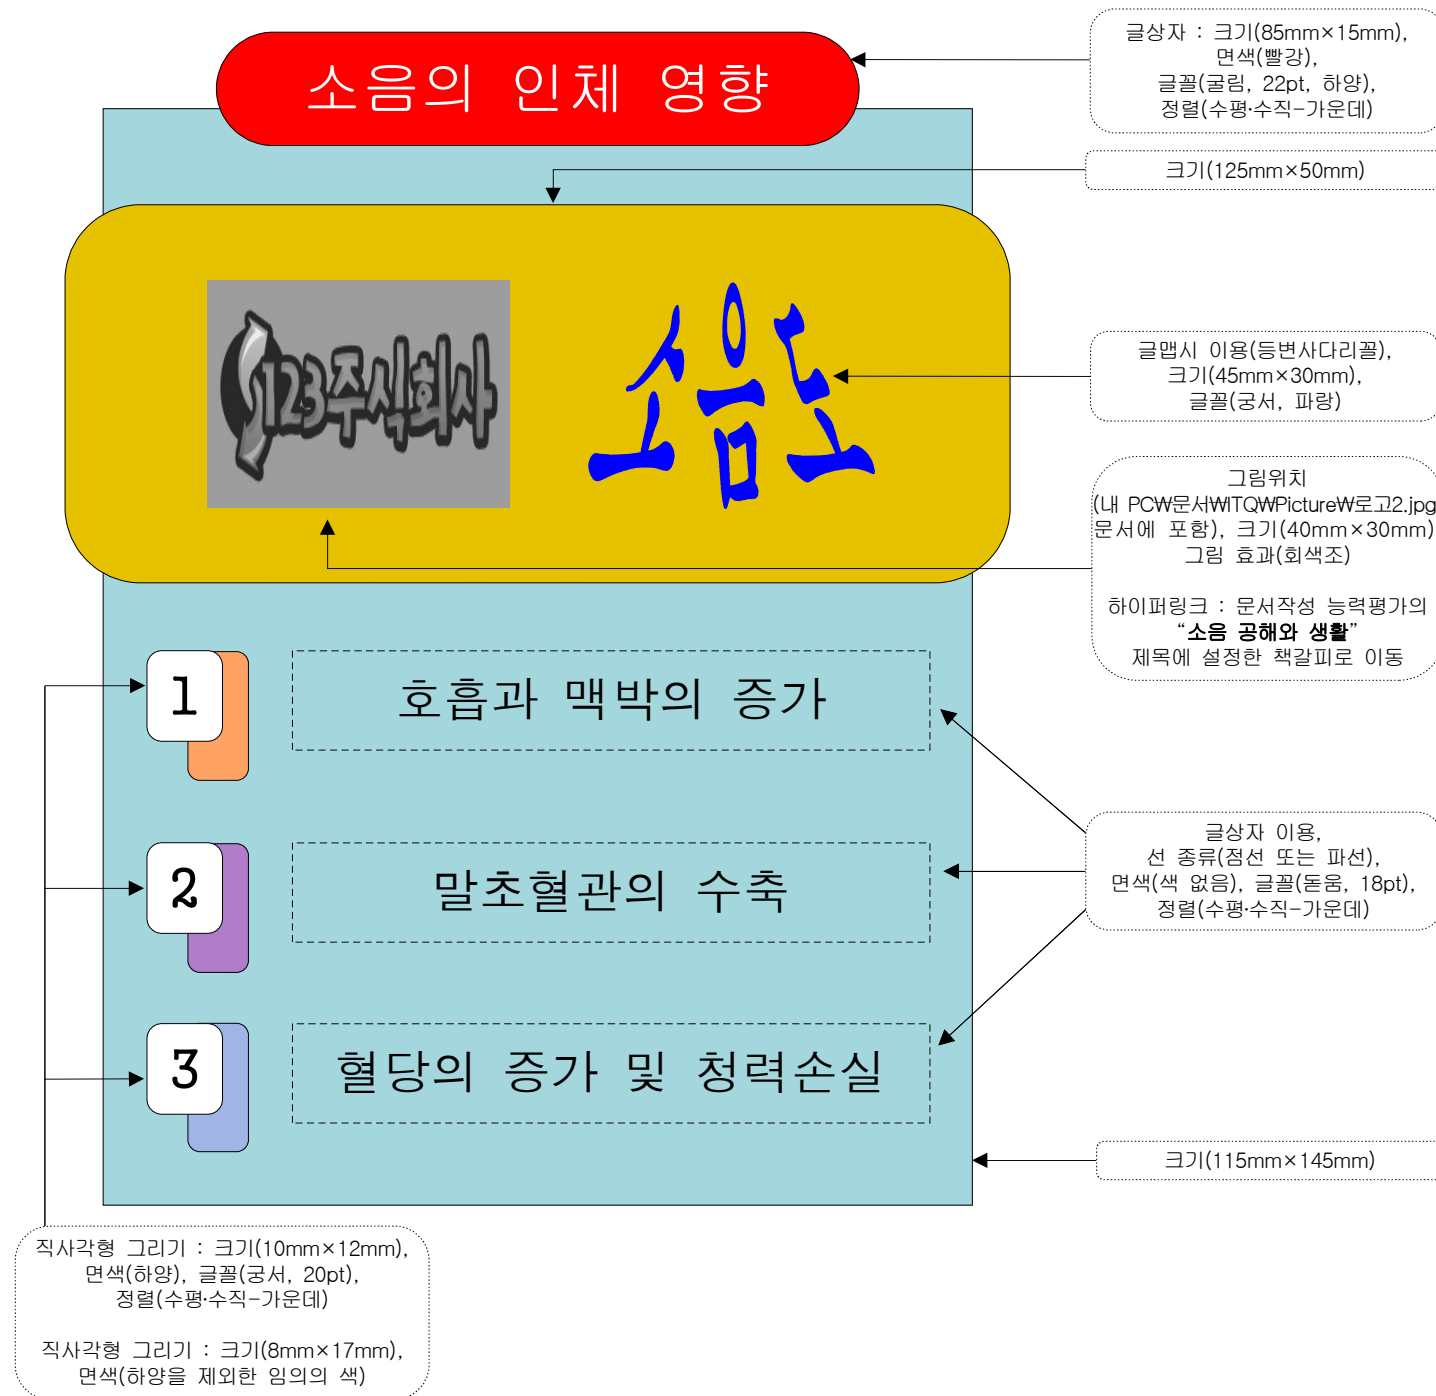 소음의 인체 영향
글상자 : 크기(85mm×15mm),
면색(빨강),
글꼴(굴림, 22pt, 하양),
정렬(수평·수직-가운데)
크기(125mm×50mm)
123주식회사
소음도
글맵시 이용(등변사다리꼴),
크기(45mm×30mm),
글꼴(궁서, 파랑)
그림위치
(내 PC₩문서₩ITQ₩Picture₩로고2.jpg
문서에 포함), 크기(40mm×30mm)
그림 효과(회색조)
하이퍼링크 : 문서작성 능력평가의
“소음 공해와 생활”
제목에 설정한 책갈피로 이동
1
호흡과 맥박의 증가
2
말초혈관의 수축
글상자 이용,
선 종류(점선 또는 파선),
면색(색 없음), 글꼴(돋움, 18pt),
정렬(수평·수직-가운데)
3
혈당의 증가 및 청력손실
크기(115mm×145mm)
직사각형 그리기 : 크기(10mm×12mm),
면색(하양), 글꼴(궁서, 20pt),
정렬(수평·수직-가운데)
직사각형 그리기 : 크기(8mm×17mm),
면색(하양을 제외한 임의의 색)